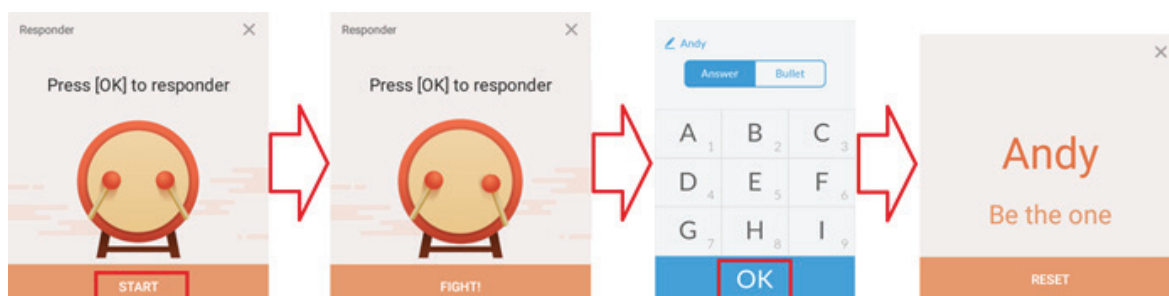 Responder ×
Press [OK] to responder
START
Responder ×
Press [OK] to responder
FIGHT!
Andy
Answer Bullet
A 1 B 2 C 3
D 4 E 5 F 6
G 7 H 8 I 9
OK
×
Andy
Be the one
RESET